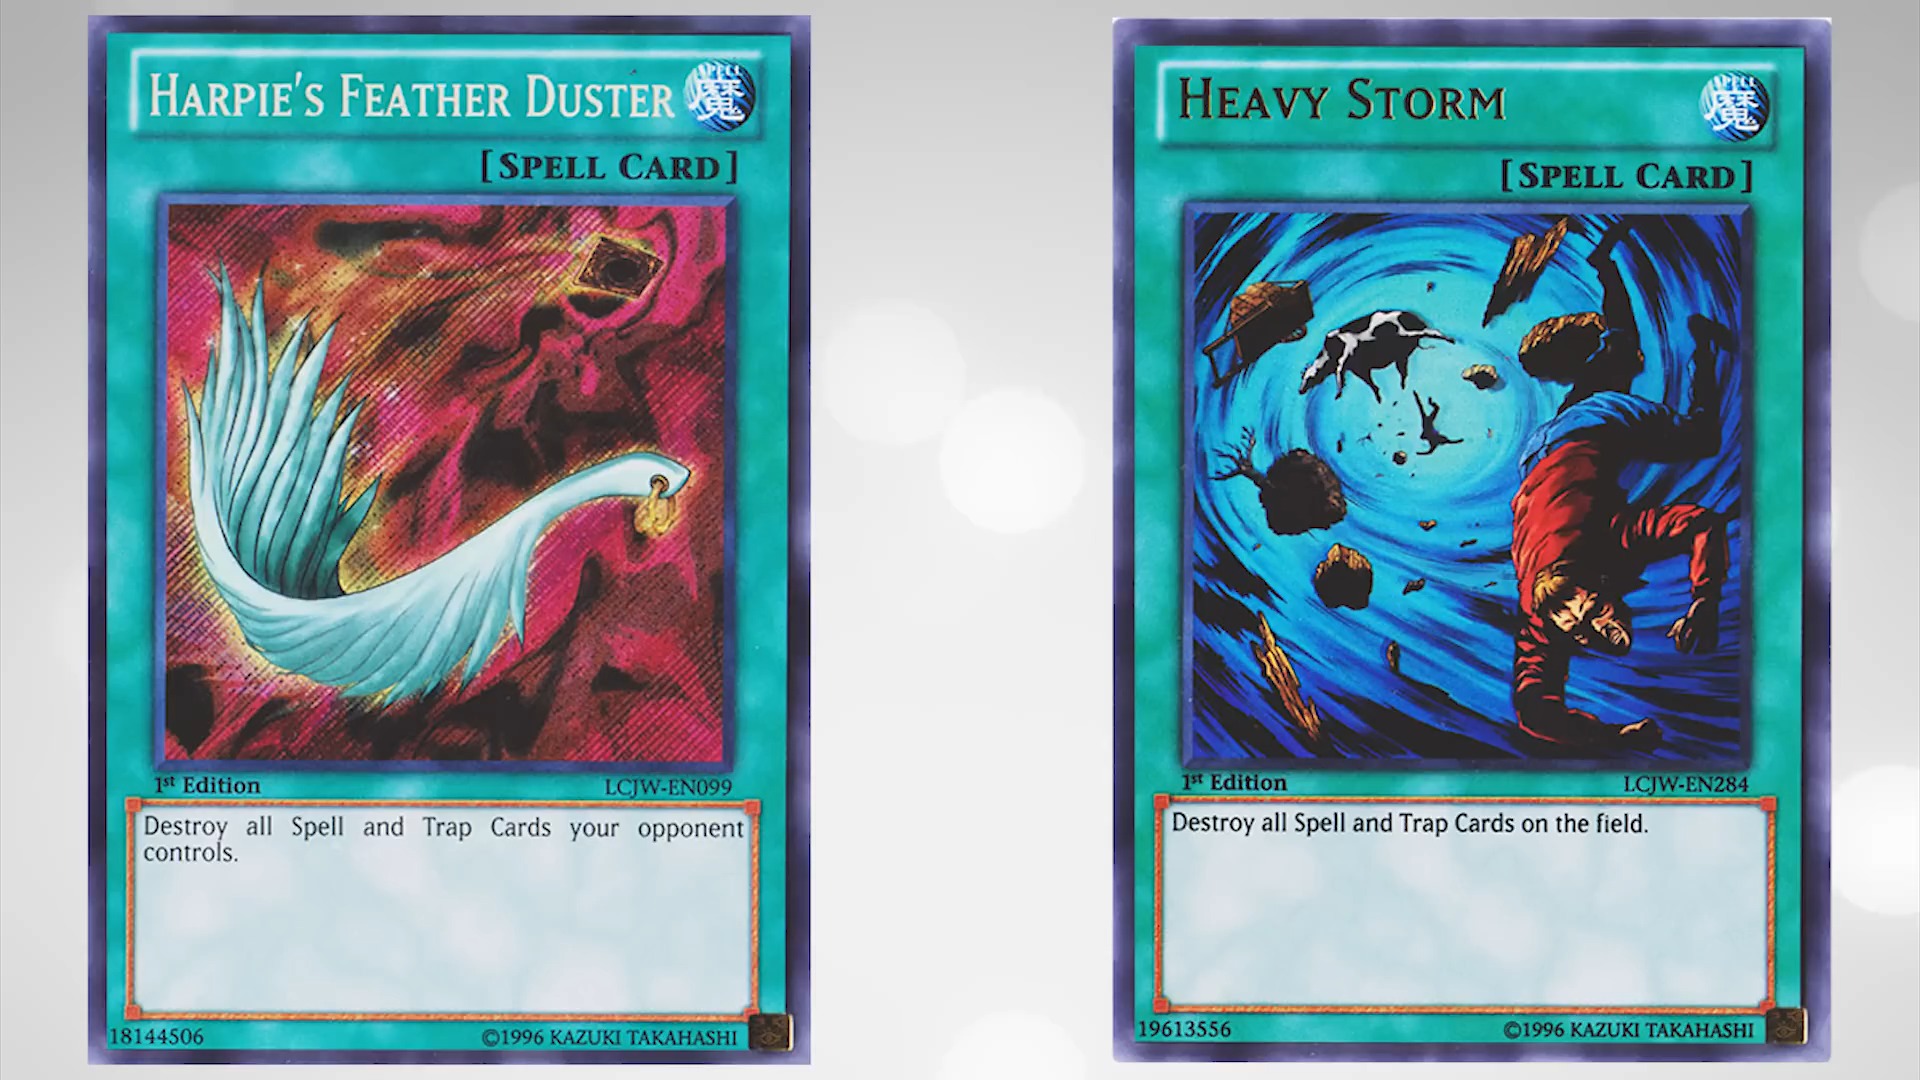 HARPIE'S FEATHER DUSTER
SPELL
魔
[SPELL CARD]
1st Edition
LCJW-EN099
Destroy all Spell and Trap Cards your opponent
controls.
18144506
©1996 KAZUKI TAKAHASHI
HEAVY STORM
SPELL
魔
[SPELL CARD]
1st Edition
LCJW-EN284
Destroy all Spell and Trap Cards on the field.
19613556
©1996 KAZUKI TAKAHASHI